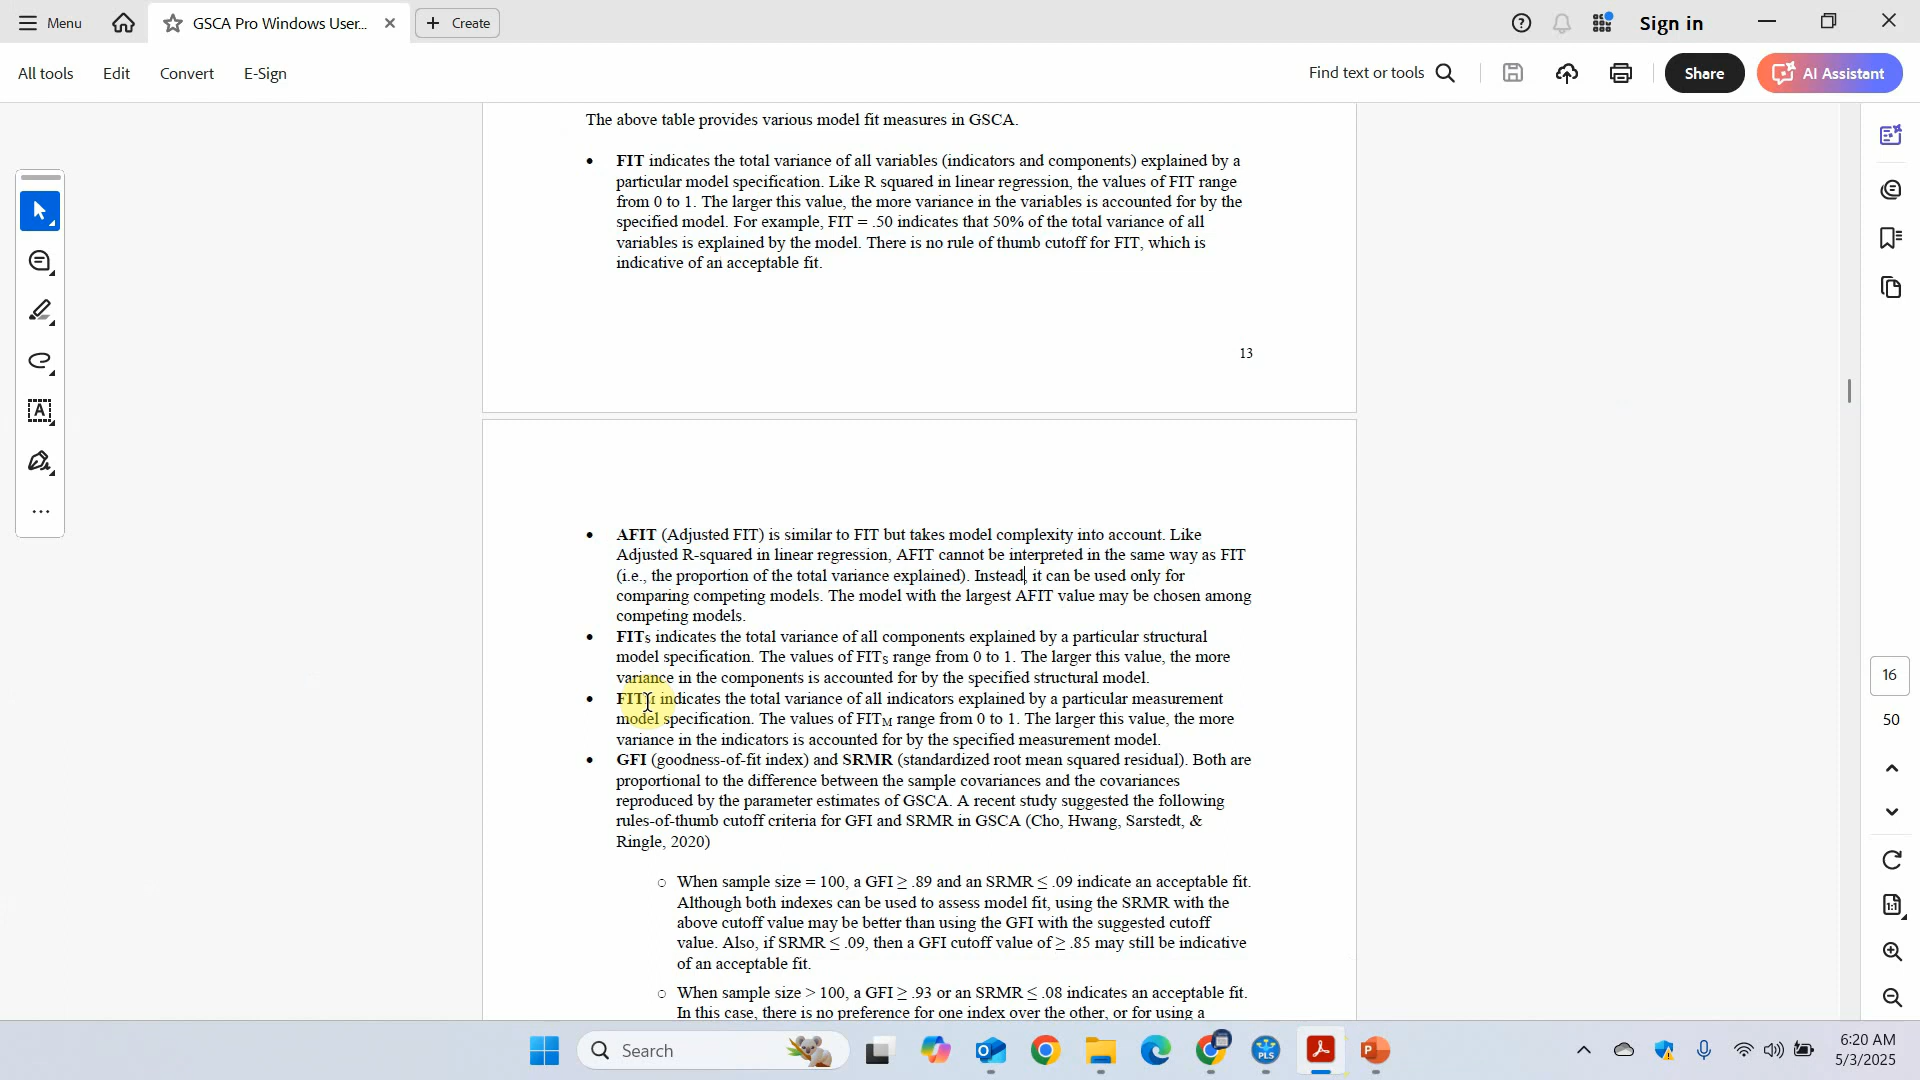 Menu
GSCA Pro Windows User...
Create
Sign in
All tools
Edit
Convert
E-Sign
Find text or tools
Share
AI Assistant
The above table provides various model fit measures in GSCA.
• FIT indicates the total variance of all variables (indicators and components) explained by a
particular model specification. Like R squared in linear regression, the values of FIT range
from 0 to 1. The larger this value, the more variance in the variables is accounted for by the
specified model. For example, FIT = .50 indicates that 50% of the total variance of all
variables is explained by the model. There is no rule of thumb cutoff for FIT, which is
indicative of an acceptable fit.
13
• AFIT (Adjusted FIT) is similar to FIT but takes model complexity into account. Like
Adjusted R-squared in linear regression, AFIT cannot be interpreted in the same way as FIT
(i.e., the proportion of the total variance explained). Instead, it can be used only for
comparing competing models. The model with the largest AFIT value may be chosen among
competing models.
• FITS indicates the total variance of all components explained by a particular structural
model specification. The values of FITS range from 0 to 1. The larger this value, the more
variance in the components is accounted for by the specified structural model.
• FITM indicates the total variance of all indicators explained by a particular measurement
model specification. The values of FITM range from 0 to 1. The larger this value, the more
variance in the indicators is accounted for by the specified measurement model.
• GFI (goodness-of-fit index) and SRMR (standardized root mean squared residual). Both are
proportional to the difference between the sample covariances and the covariances
reproduced by the parameter estimates of GSCA. A recent study suggested the following
rules-of-thumb cutoff criteria for GFI and SRMR in GSCA (Cho, Hwang, Sarstedt, &
Ringle, 2020)
○ When sample size = 100, a GFI ≥ .89 and an SRMR ≤ .09 indicate an acceptable fit.
Although both indexes can be used to assess model fit, using the SRMR with the
above cutoff value may be better than using the GFI with the suggested cutoff
value. Also, if SRMR ≤ .09, then a GFI cutoff value of ≥ .85 may still be indicative
of an acceptable fit.
○ When sample size > 100, a GFI ≥ .93 or an SRMR ≤ .08 indicates an acceptable fit.
In this case, there is no preference for one index over the other, or for using a
16
50
1:1
Search
PLS
6:20 AM
5/3/2025